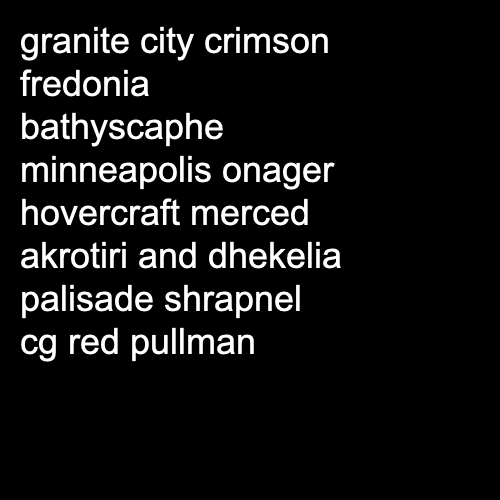 granite city crimson
fredonia
bathyscaphe
minneapolis onager
hovercraft merced
akrotiri and dhekelia
palisade shrapnel
cg red pullman